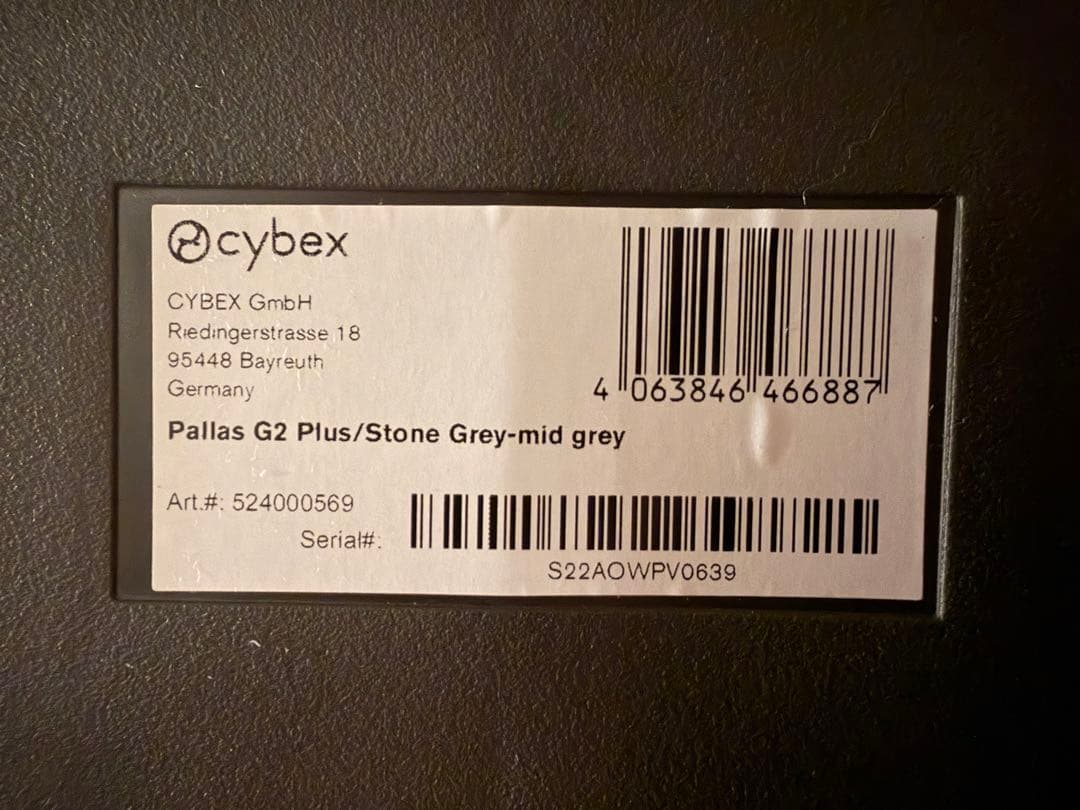 cybex
CYBEX GmbH
Riedingerstrasse 18
95448 Bayreuth
Germany
4 063846 466887
Pallas G2 Plus/Stone Grey-mid grey
Art.#: 524000569
Serial#:
S22AOWPV0639